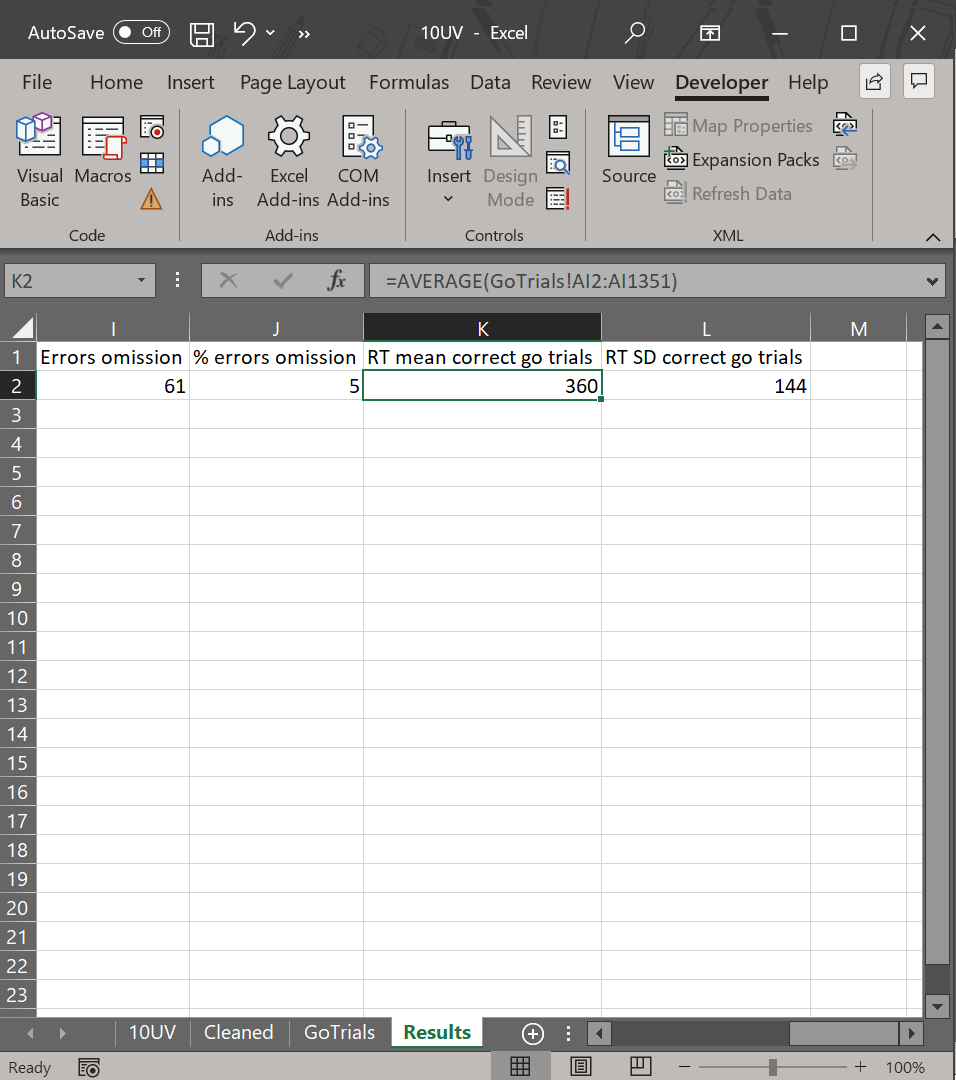 AutoSave Off 10UV - Excel
File Home Insert Page Layout Formulas Data Review View Developer Help
Visual Basic
Macros
Add-ins
Excel Add-ins
COM Add-ins
Insert
Design Mode
Source
Map Properties
Expansion Packs
Refresh Data
Code Add-ins Controls XML
K2 fx =AVERAGE(GoTrials!AI2:AI1351)
I J K L M
1 Errors omission % errors omission RT mean correct go trials RT SD correct go trials
2 61 5 360 144
3
4
5
6
7
8
9
10
11
12
13
14
15
16
17
18
19
20
21
22
23
10UV Cleaned GoTrials Results
Ready 100%